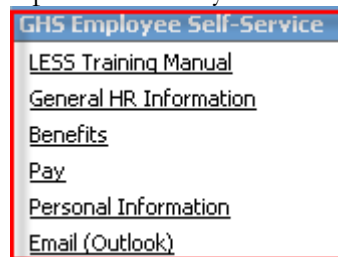 GHS Employee Self-Service
LESS Training Manual
General HR Information
Benefits
Pay
Personal Information
Email (Outlook)